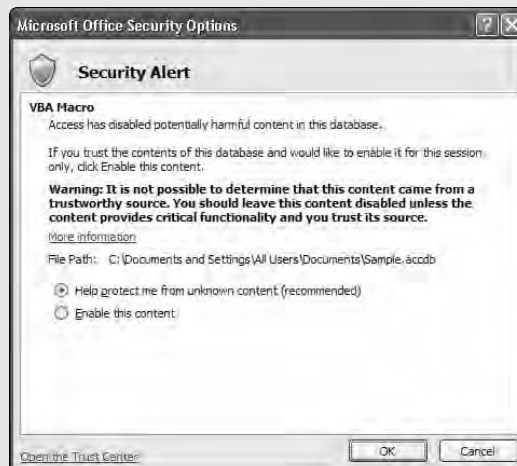 Microsoft Office Security Options
Security Alert
VBA Macro
Access has disabled potentially harmful content in this database.
If you trust the contents of this database and would like to enable it for this session
only, click Enable this content.
Warning: It is not possible to determine that this content came from a
trustworthy source. You should leave this content disabled unless the
content provides critical functionality and you trust its source.
More information
File Path: C:\Documents and Settings\All Users\Documents\Sample.accdb
Help protect me from unknown content (recommended)
Enable this content
Open the Trust Center
OK
Cancel